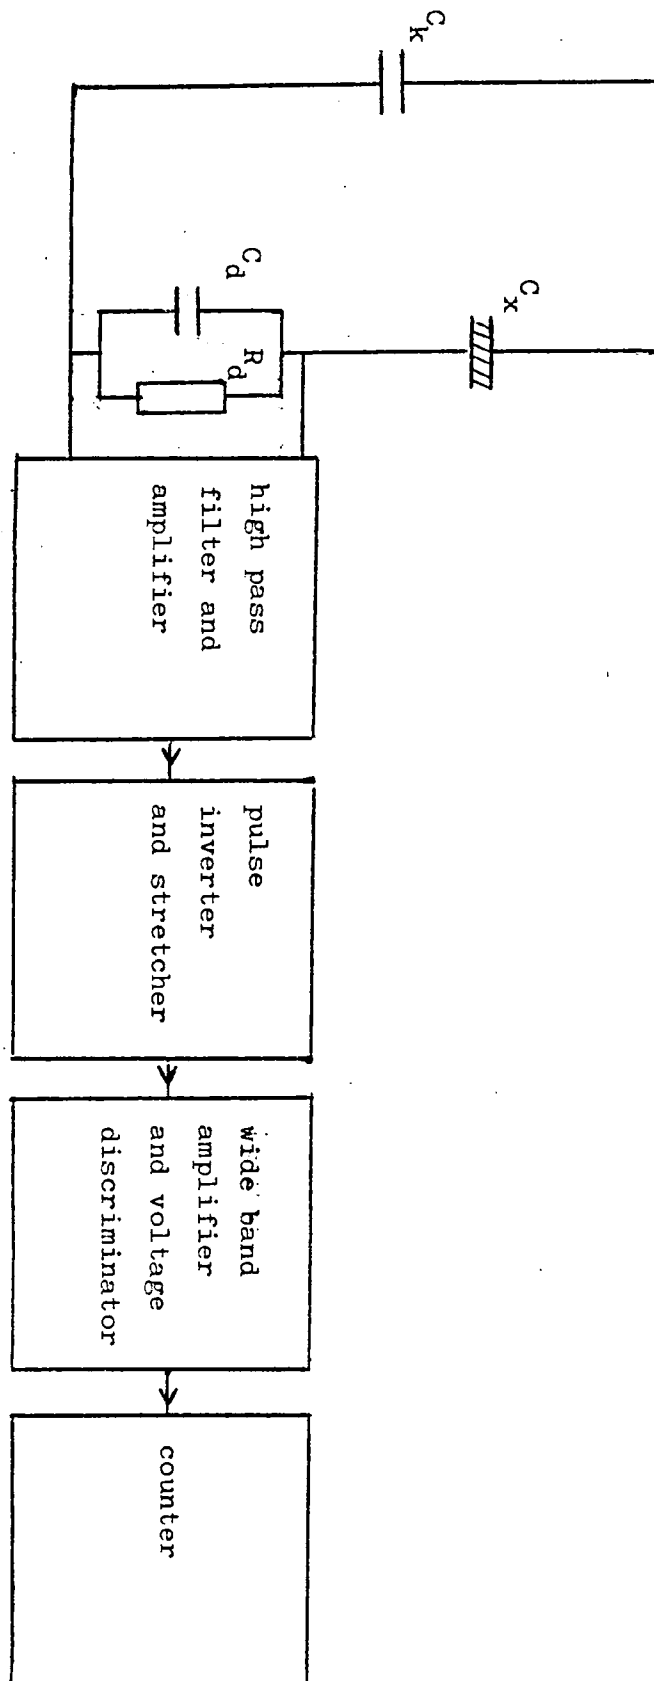 C_k
C_x
C_d
R_d
high pass
filter and
amplifier
pulse
inverter
and stretcher
wide band
amplifier
and voltage
discriminator
counter